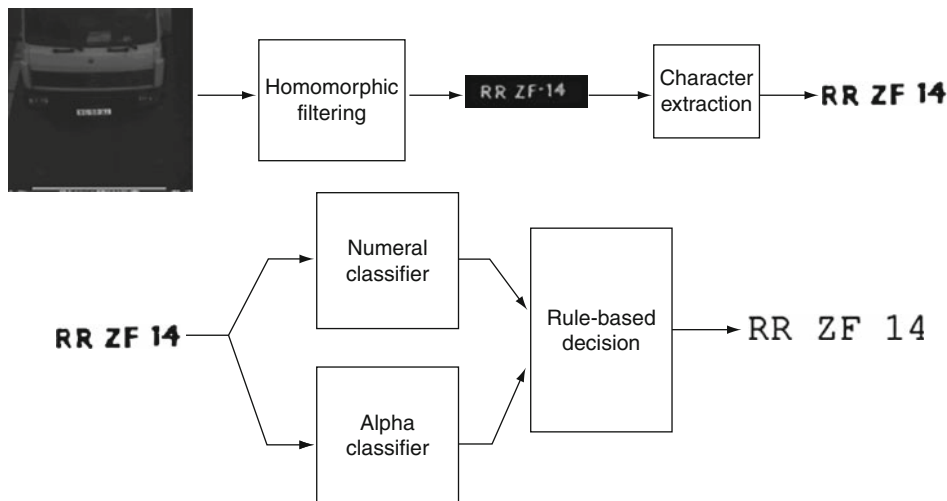 Homomorphic
filtering
RR ZF-14
Character
extraction
RR ZF 14
Numeral
classifier
RR ZF 14
Rule-based
decision
RR ZF 14
Alpha
classifier